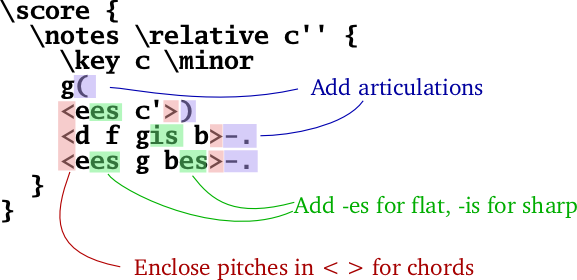 \score {
\notes \relative c'' {
\key c \minor
g(
<ees c'>)
<d f gis b>-.
<ees g bes>-.
}
}
Add articulations
Add -es for flat, -is for sharp
Enclose pitches in < > for chords